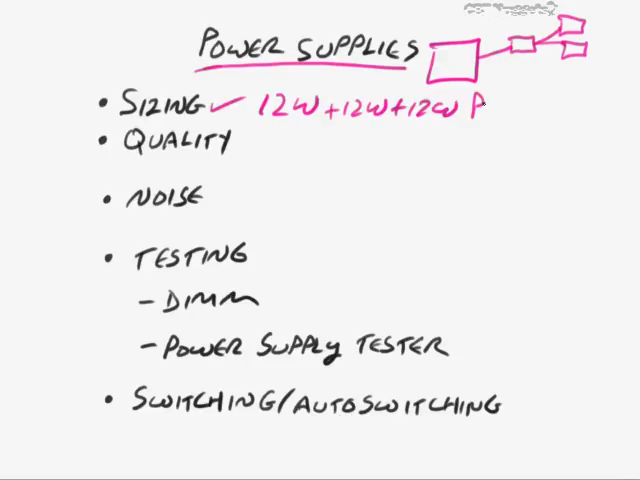 POWER SUPPLIES
• SIZING ✓ 12W + 12W + 12W P
• QUALITY
• NOISE
• TESTING
- DIMM
- POWER SUPPLY TESTER
• SWITCHING/AUTOSWITCHING